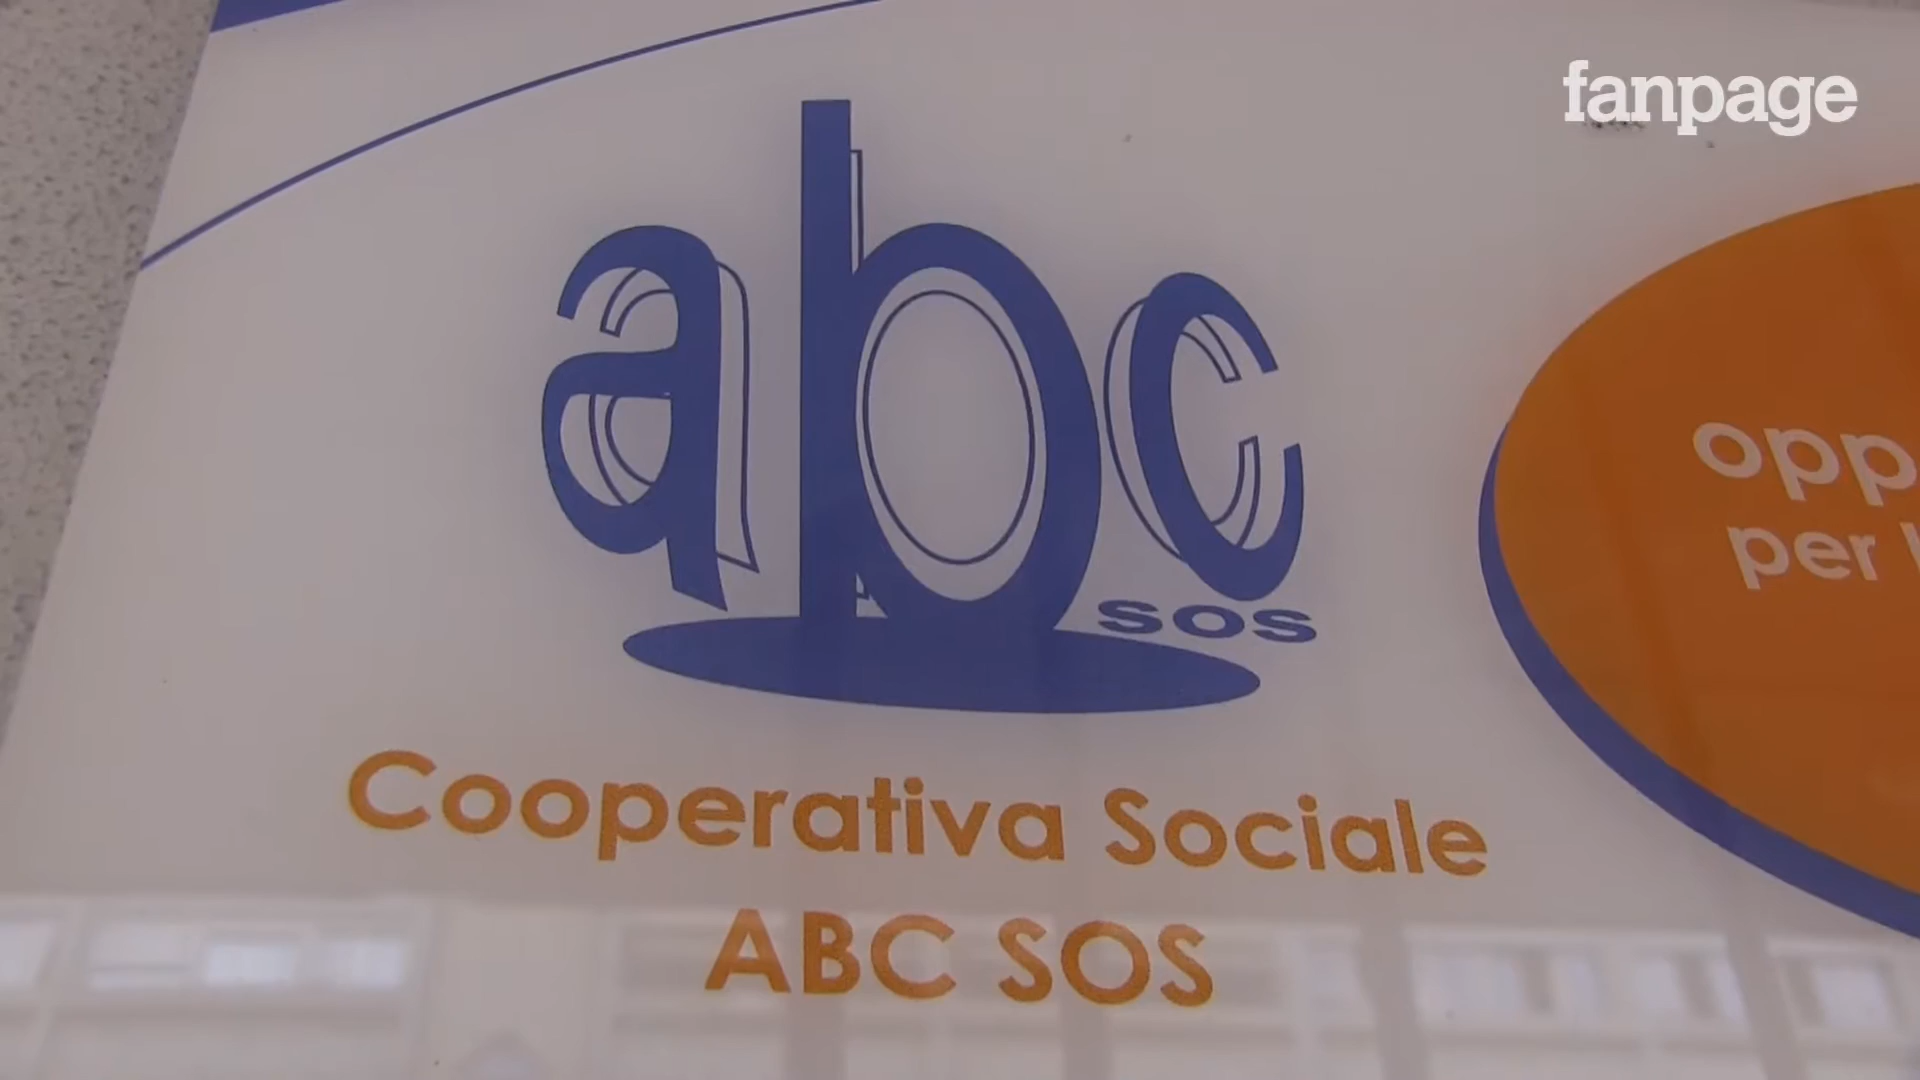 fanpage
abc
sos
opp
per
Cooperativa Sociale
ABC SOS